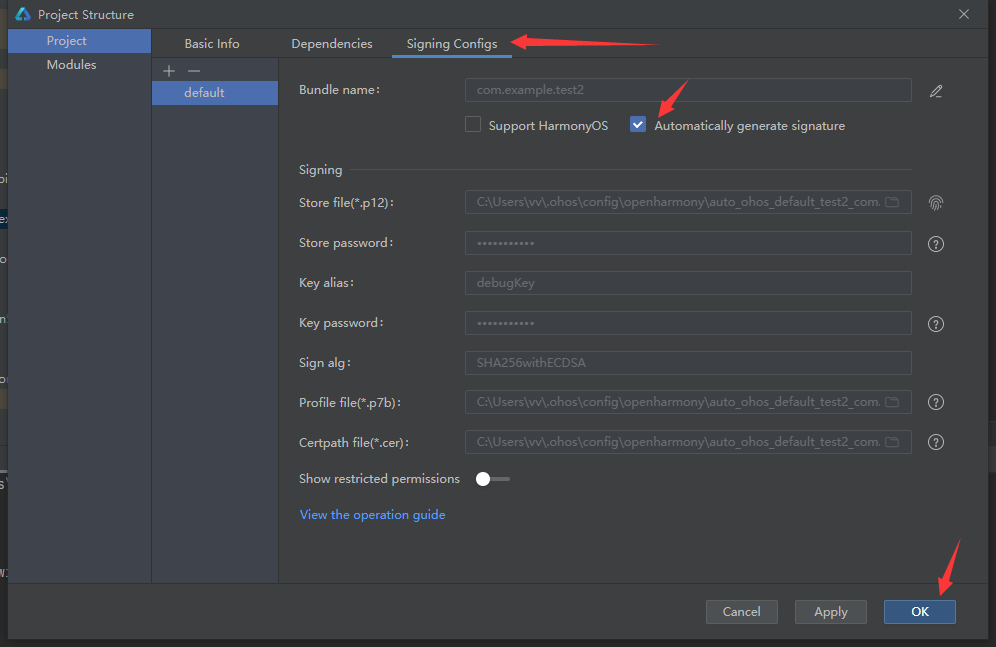 Project Structure
Project
Modules
Basic Info
Dependencies
Signing Configs
default
Bundle name:
com.example.test2
Support HarmonyOS
Automatically generate signature
Signing
Store file(*.p12):
C:\Users\vv\.ohos\config\openharmony\auto_ohos_default_test2_com.
Store password:
•••••••••••
Key alias:
debugKey
Key password:
•••••••••••
Sign alg:
SHA256withECDSA
Profile file(*.p7b):
C:\Users\vv\.ohos\config\openharmony\auto_ohos_default_test2_com.
Certpath file(*.cer):
C:\Users\vv\.ohos\config\openharmony\auto_ohos_default_test2_com.
Show restricted permissions
View the operation guide
Cancel
Apply
OK